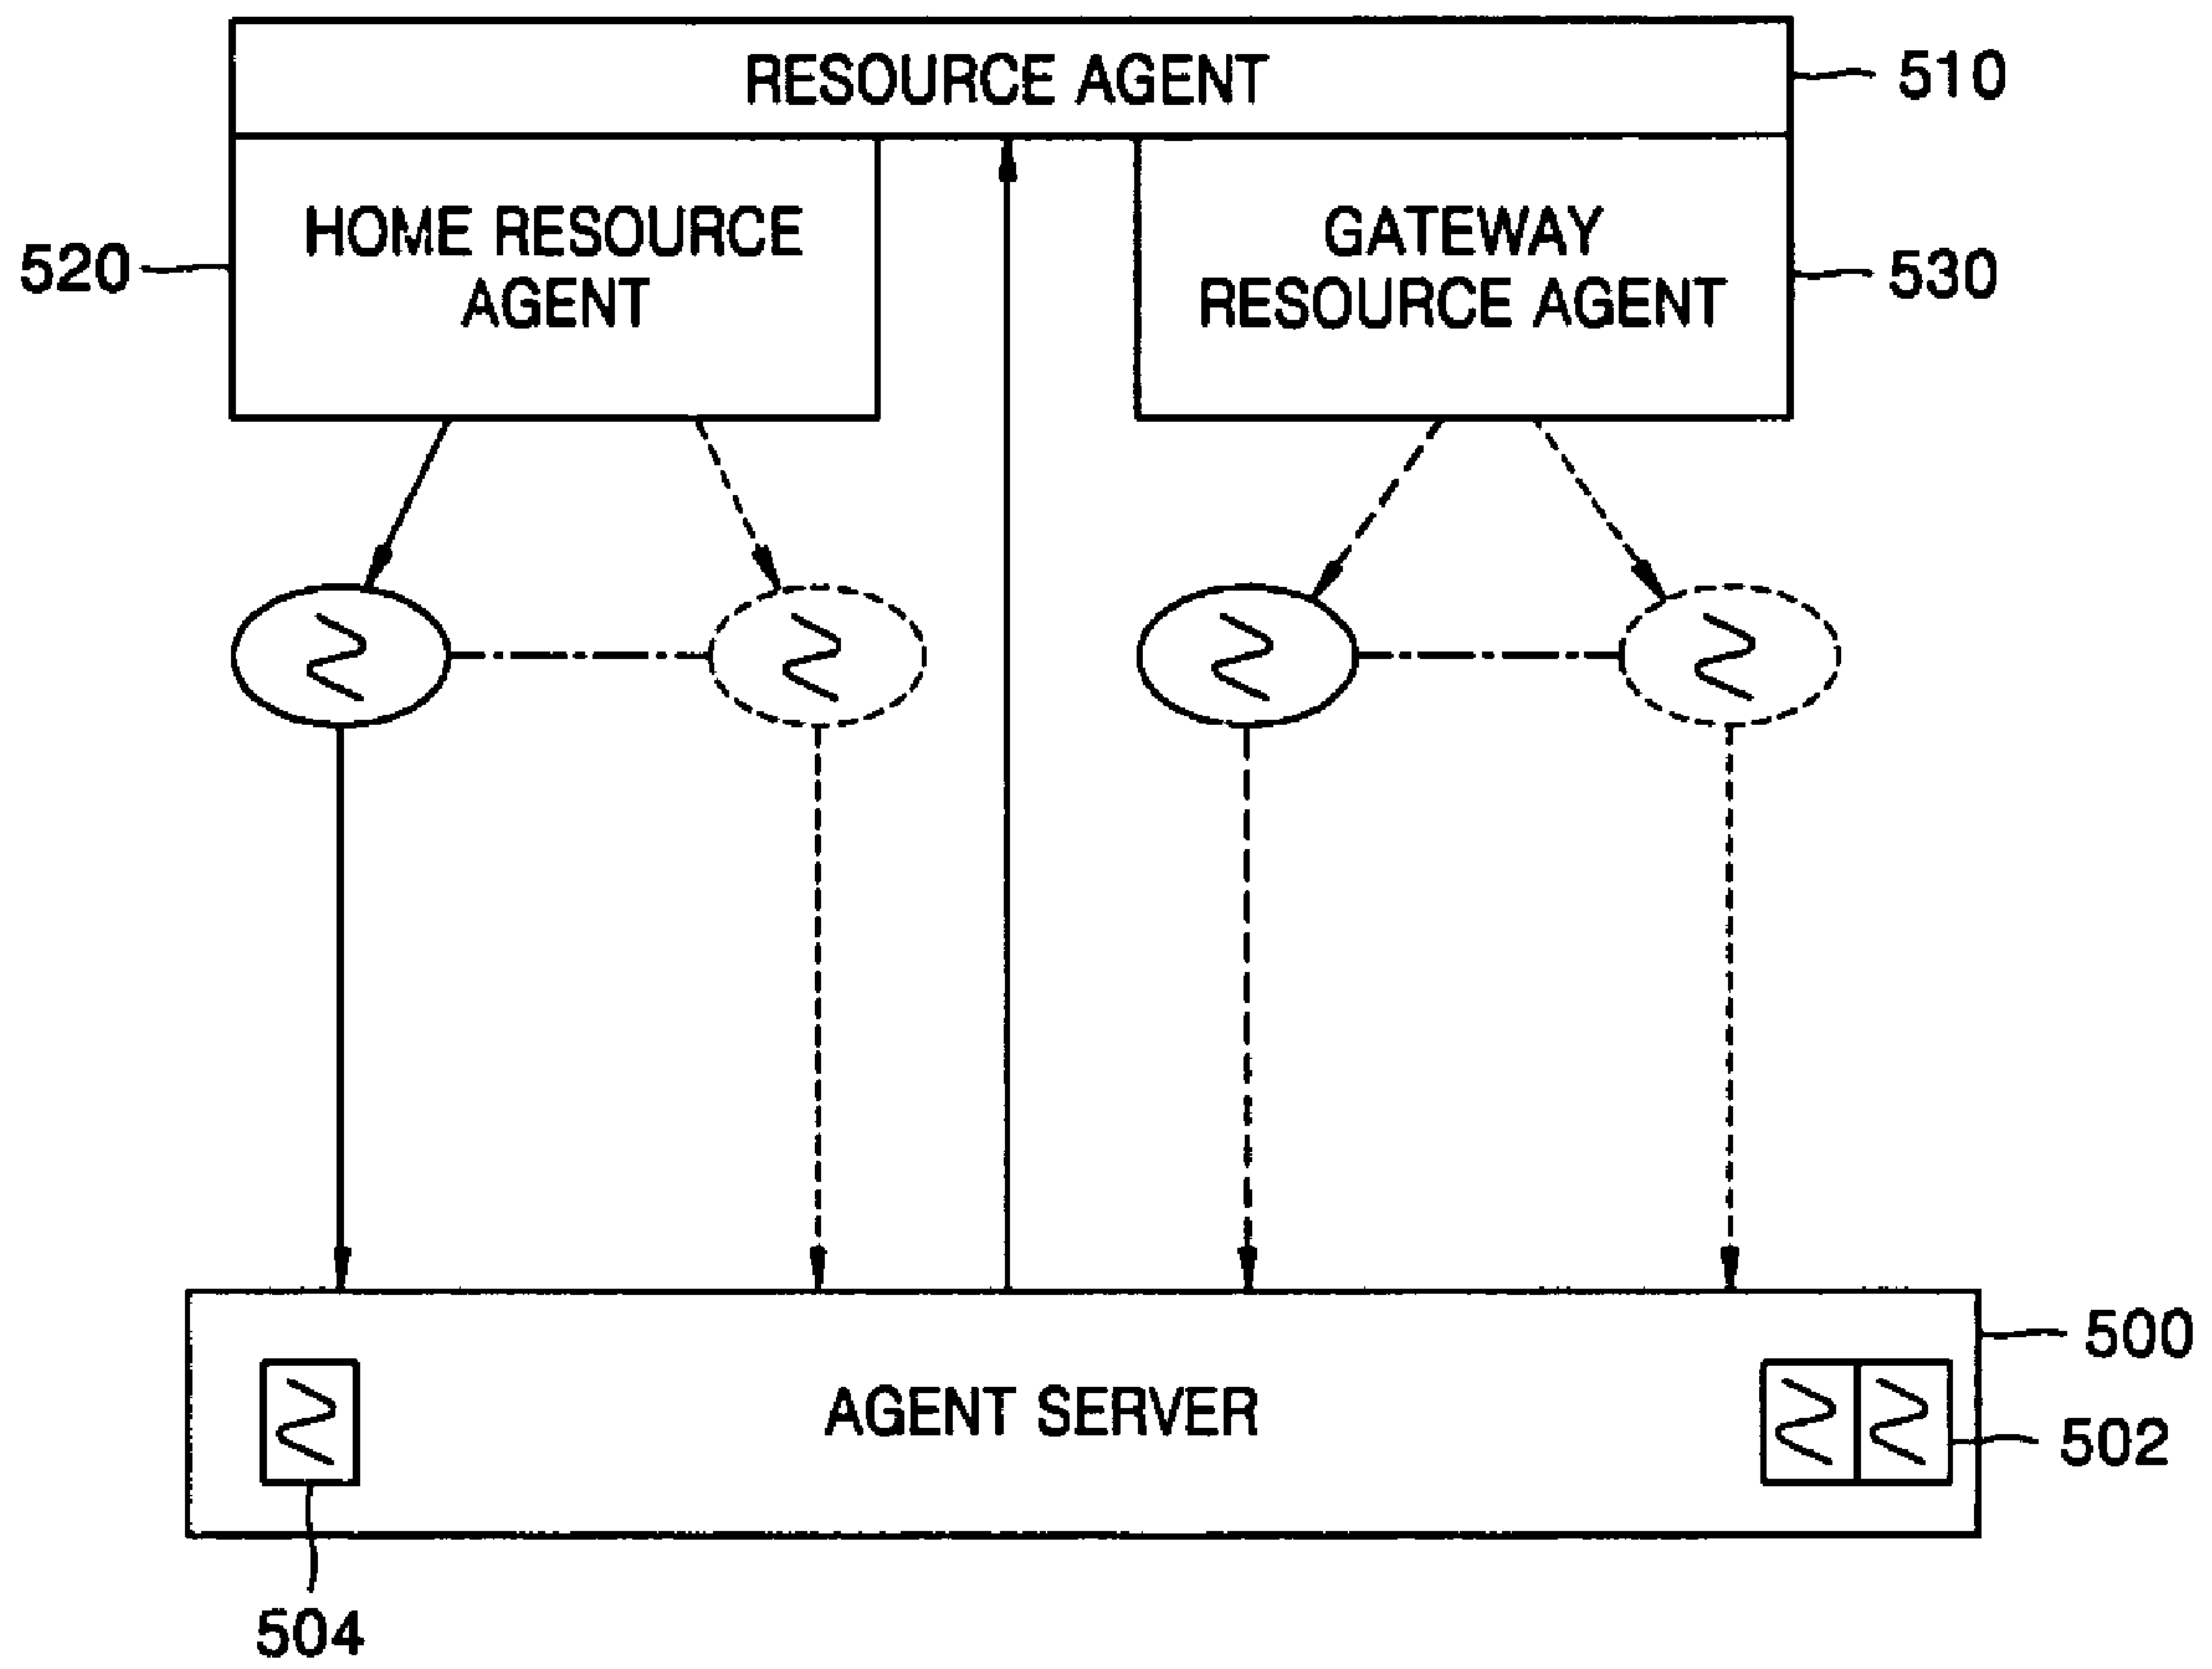 RESOURCE AGENT
510
HOME RESOURCE
AGENT
520
GATEWAY
RESOURCE AGENT
530
500
AGENT SERVER
502
504